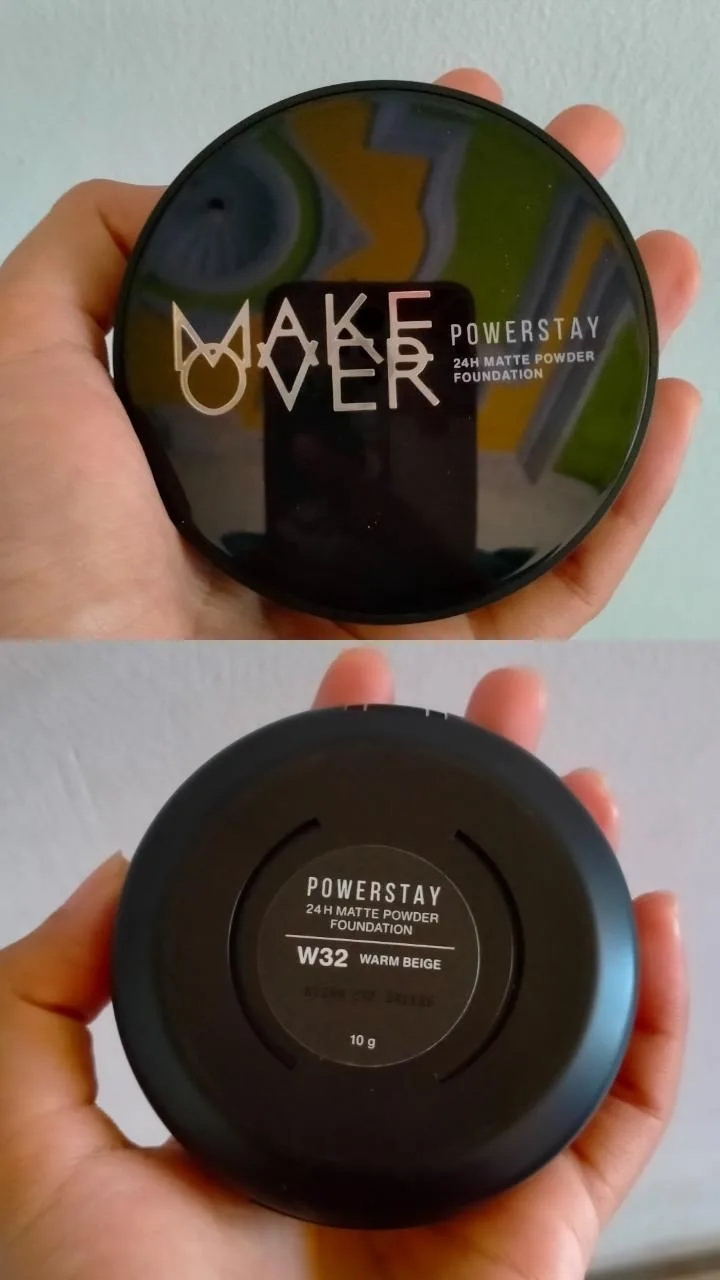 MAKE
OVER
POWERSTAY
24H MATTE POWDER
FOUNDATION
POWERSTAY
24H MATTE POWDER
FOUNDATION
W32 WARM BEIGE
10 g